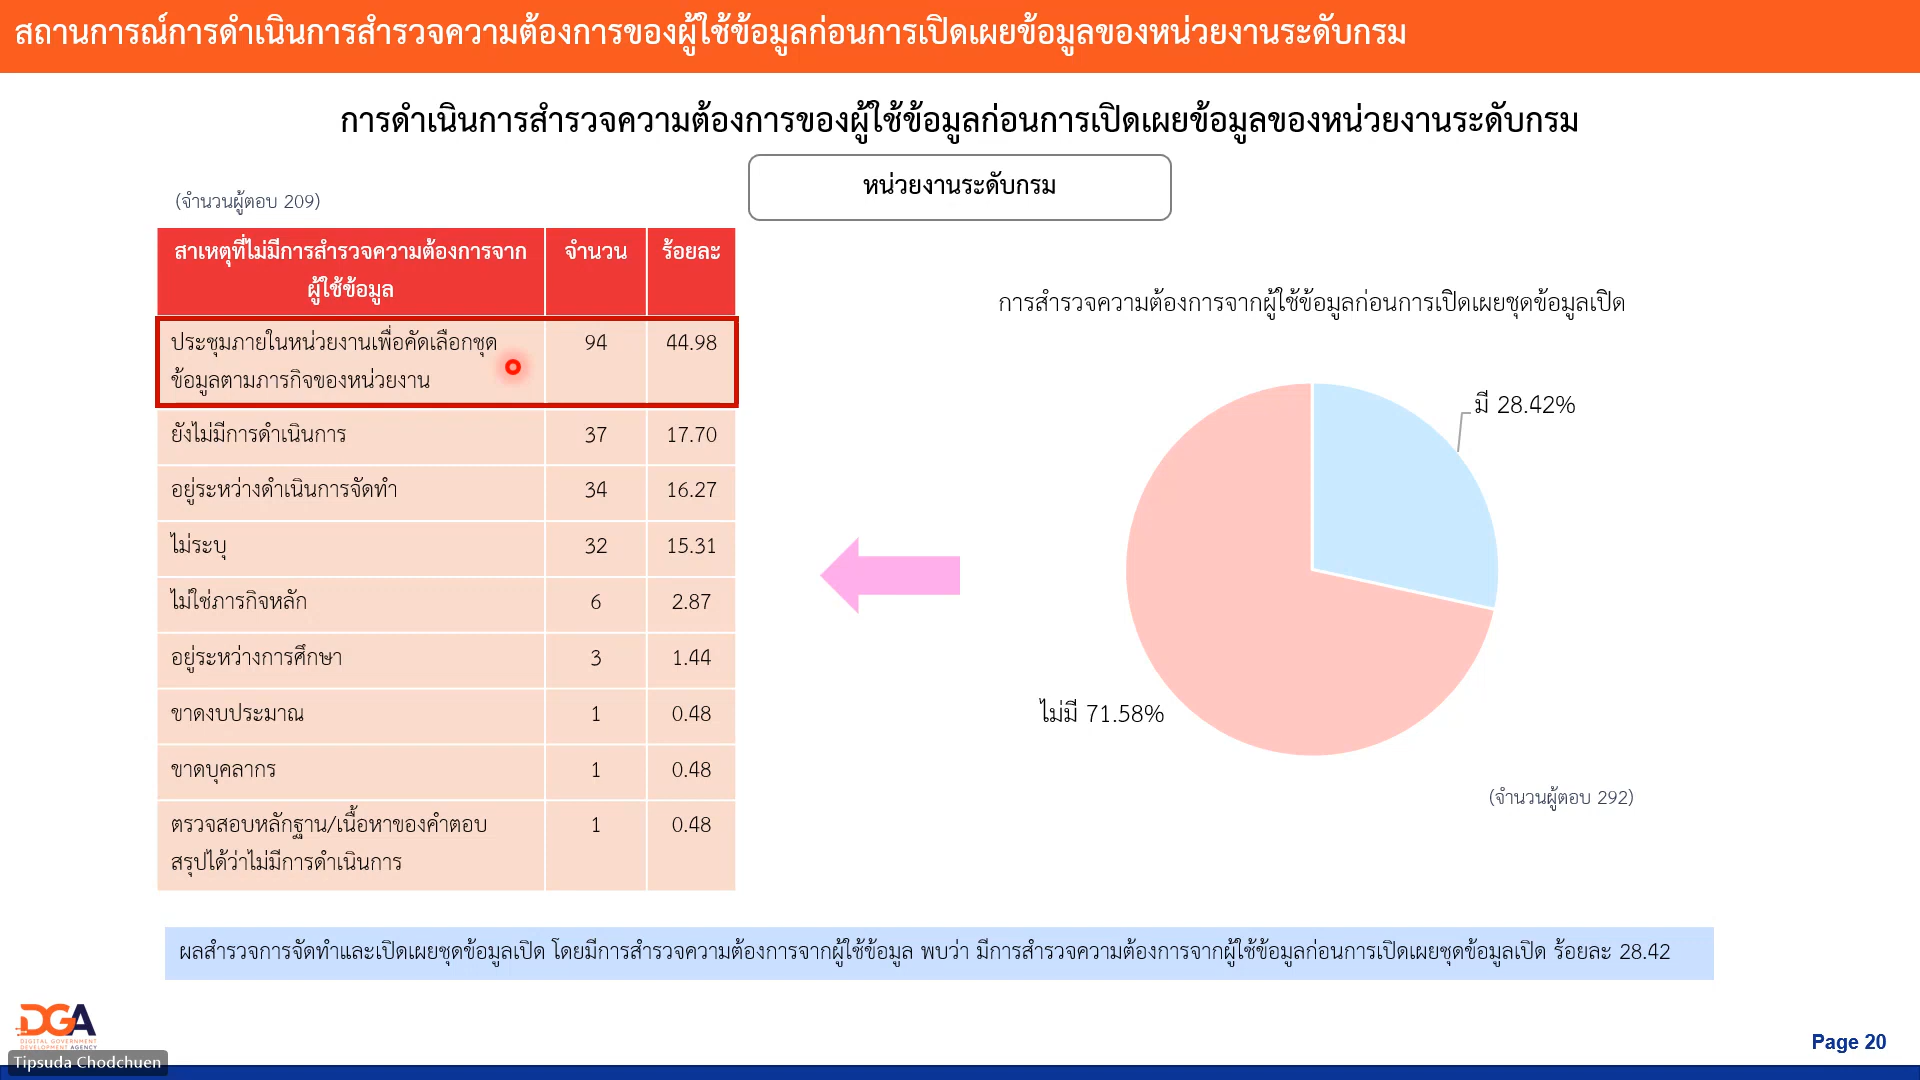 สถานการณ์การดำเนินการสำรวจความต้องการของผู้ใช้ข้อมูลก่อนการเปิดเผยข้อมูลของหน่วยงานระดับกรม
การดำเนินการสำรวจความต้องการของผู้ใช้ข้อมูลก่อนการเปิดเผยข้อมูลของหน่วยงานระดับกรม
หน่วยงานระดับกรม
(จำนวนผู้ตอบ 209)
สาเหตุที่ไม่มีการสำรวจความต้องการจาก จำนวน ร้อยละ
ผู้ใช้ข้อมูล
ประชุมภายในหน่วยงานเพื่อคัดเลือกชุด 94 44.98
ข้อมูลตามภารกิจของหน่วยงาน
ยังไม่มีการดำเนินการ 37 17.70
อยู่ระหว่างดำเนินการจัดทำ 34 16.27
ไม่ระบุ 32 15.31
ไม่ใช่ภารกิจหลัก 6 2.87
อยู่ระหว่างการศึกษา 3 1.44
ขาดงบประมาณ 1 0.48
ขาดบุคลากร 1 0.48
ตรวจสอบหลักฐาน/เนื้อหาของคำตอบ 1 0.48
สรุปได้ว่าไม่มีการดำเนินการ
การสำรวจความต้องการจากผู้ใช้ข้อมูลก่อนการเปิดเผยชุดข้อมูลเปิด
มี 28.42%
ไม่มี 71.58%
(จำนวนผู้ตอบ 292)
ผลสำรวจการจัดทำและเปิดเผยชุดข้อมูลเปิด โดยมีการสำรวจความต้องการจากผู้ใช้ข้อมูล พบว่า มีการสำรวจความต้องการจากผู้ใช้ข้อมูลก่อนการเปิดเผยชุดข้อมูลเปิด ร้อยละ 28.42
DGA
DIGITAL GOVERNMENT
DEVELOPMENT AGENCY
Tipsuda Chodchuen
Page 20